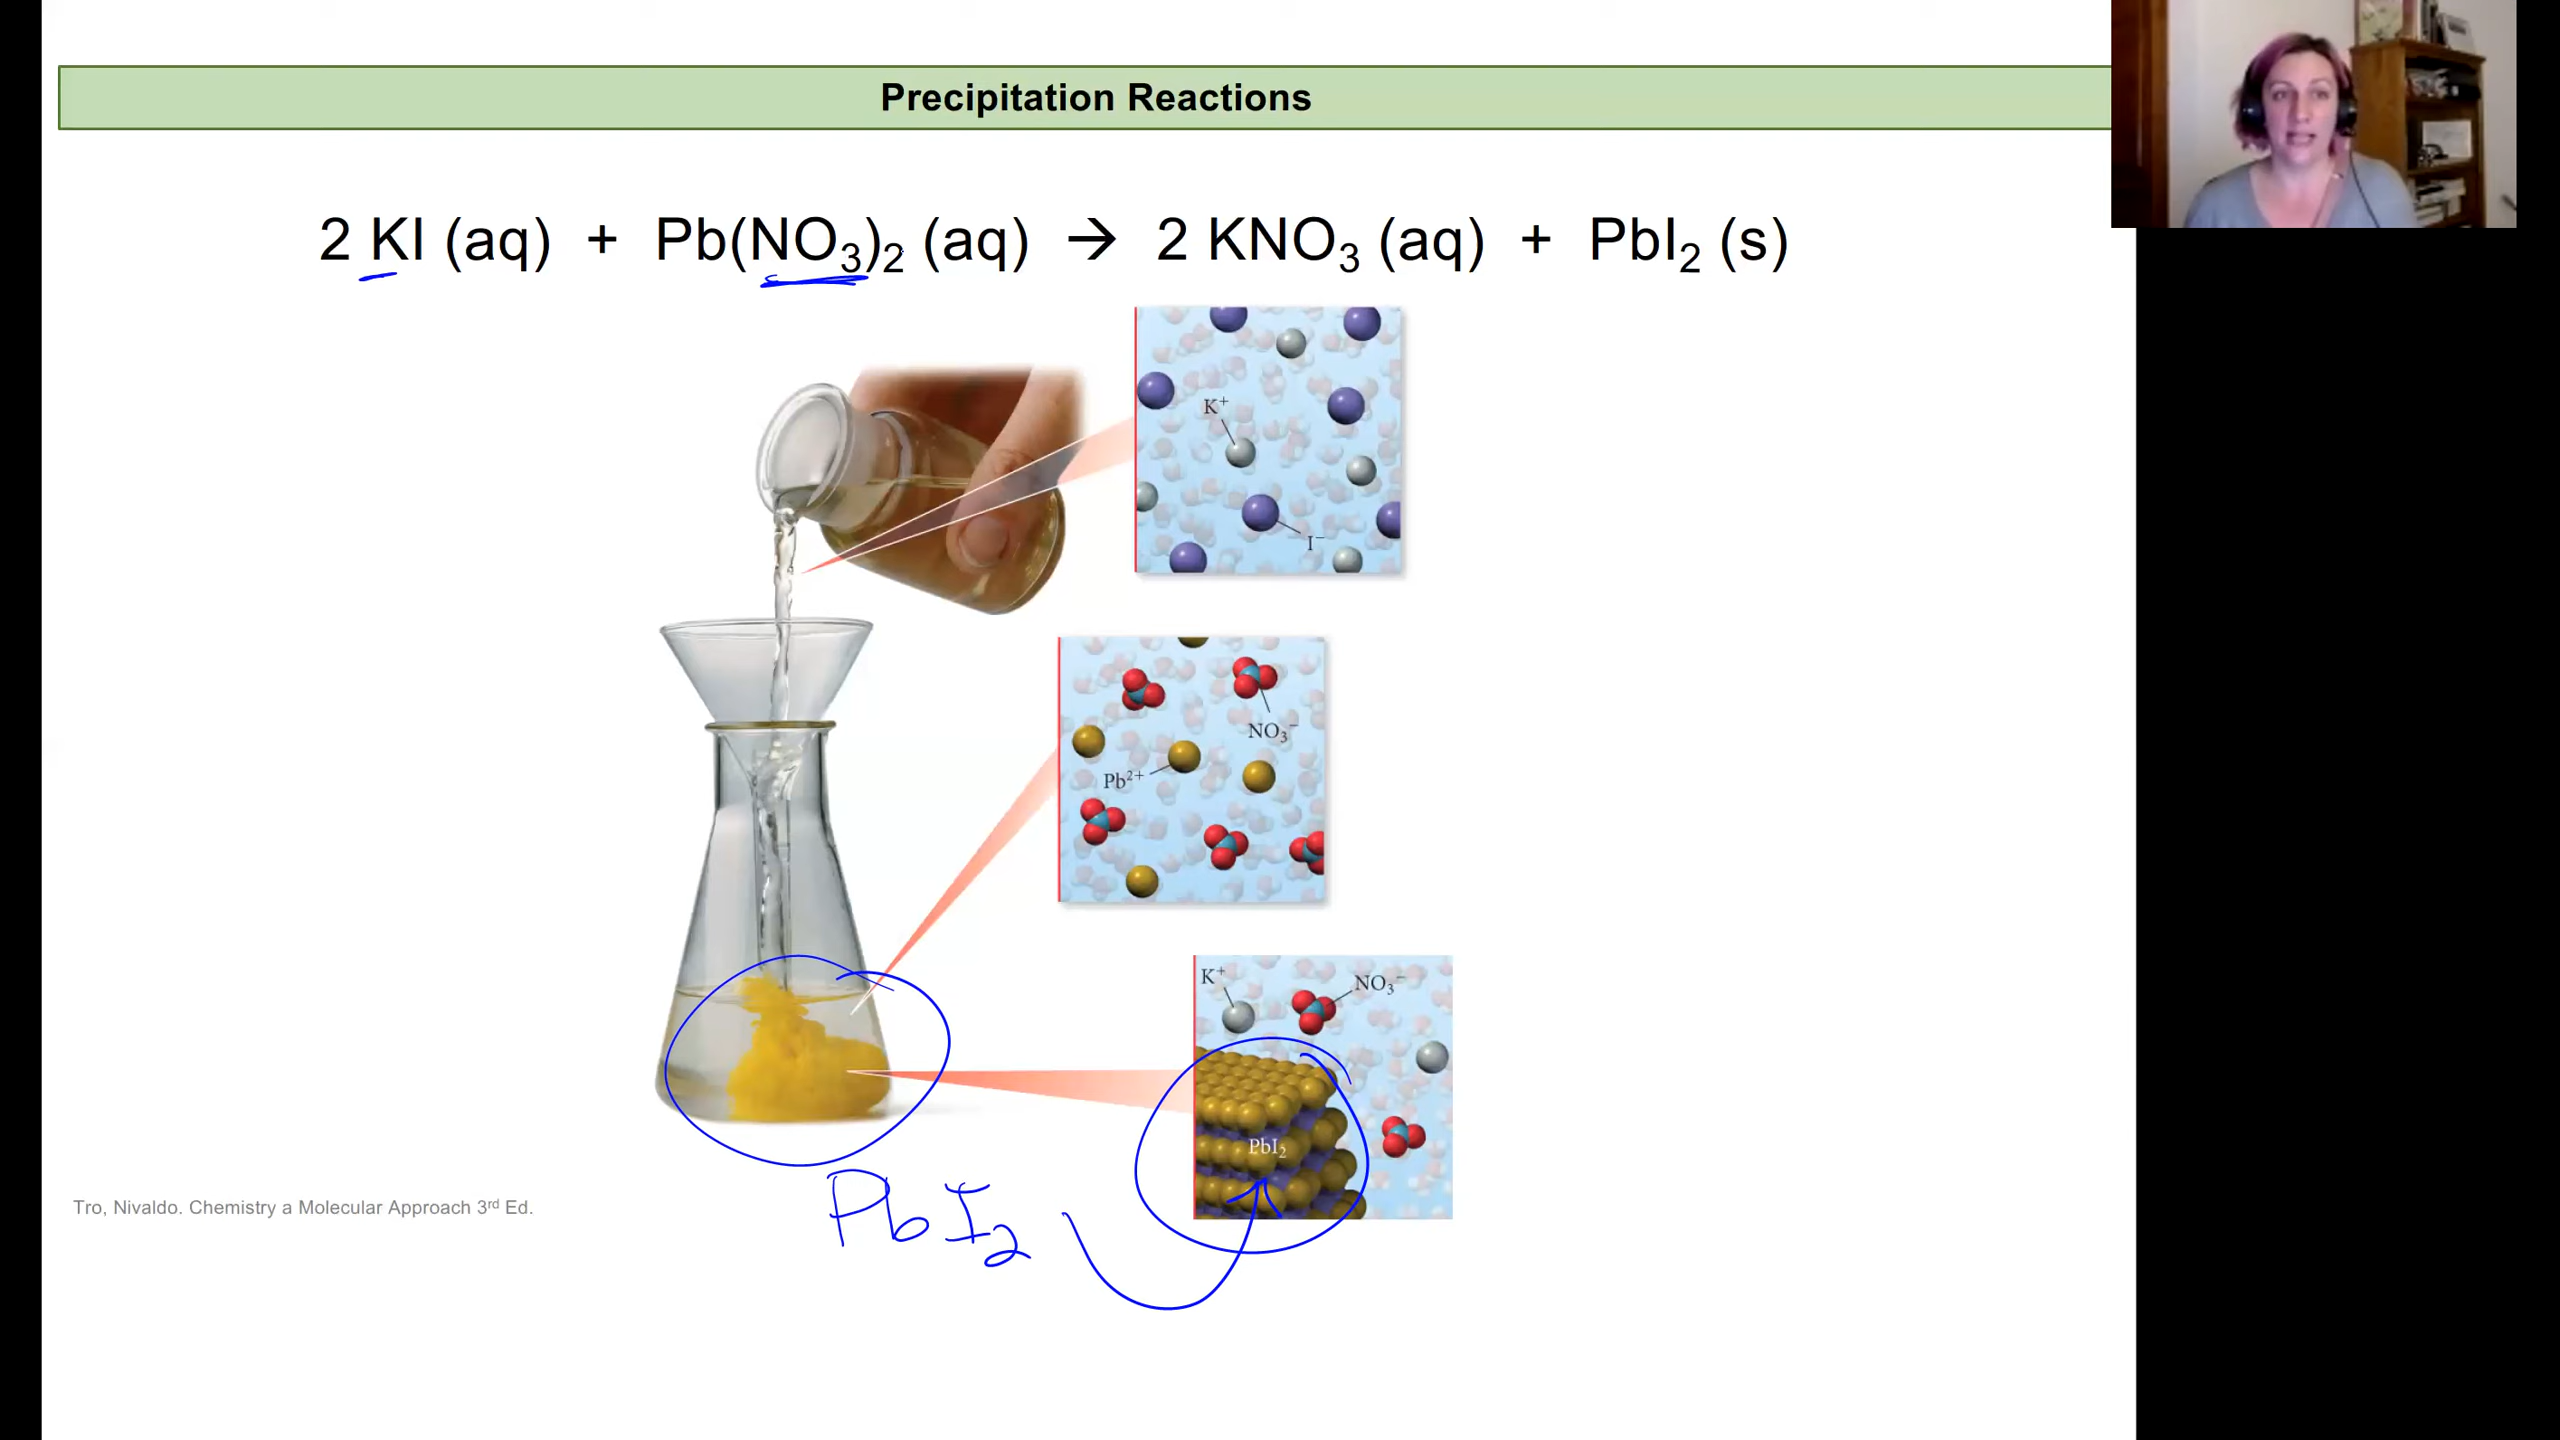 Precipitation Reactions
2 KI (aq) + Pb(NO₃)₂ (aq) → 2 KNO₃ (aq) + PbI₂ (s)
K⁺
I⁻
NO₃⁻
Pb²⁺
K⁺
NO₃⁻
PbI₂
PbI₂
Tro, Nivaldo. Chemistry a Molecular Approach 3rd Ed.